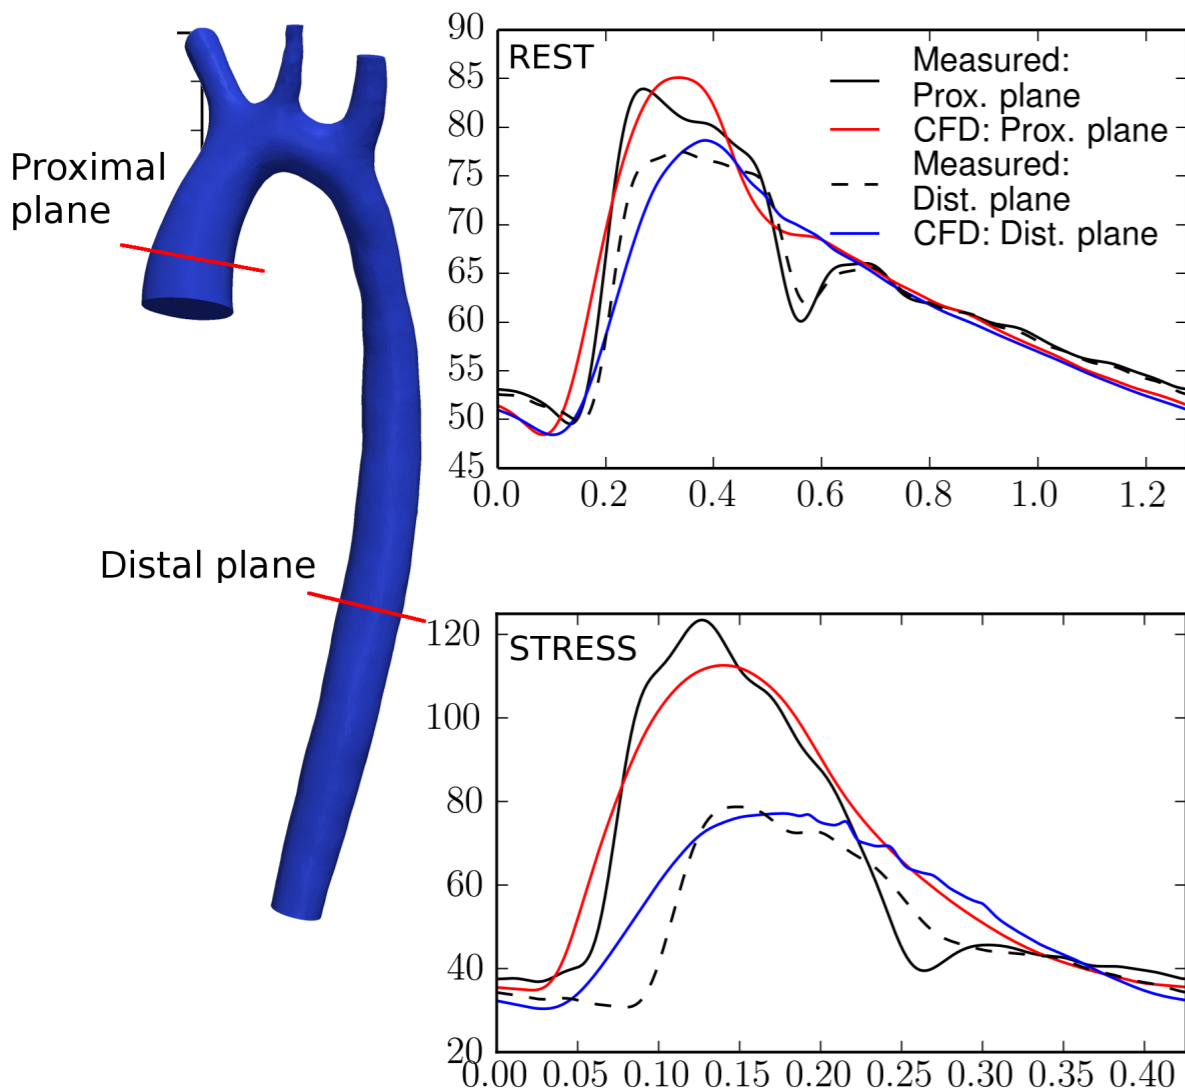 Proximal
plane
Distal plane
90
85
80
75
70
65
60
55
50
45
REST
Measured:
Prox. plane
CFD: Prox. plane
Measured:
Dist. plane
CFD: Dist. plane
0.0 0.2 0.4 0.6 0.8 1.0 1.2
120
100
80
60
40
20
STRESS
0.00 0.05 0.10 0.15 0.20 0.25 0.30 0.35 0.40